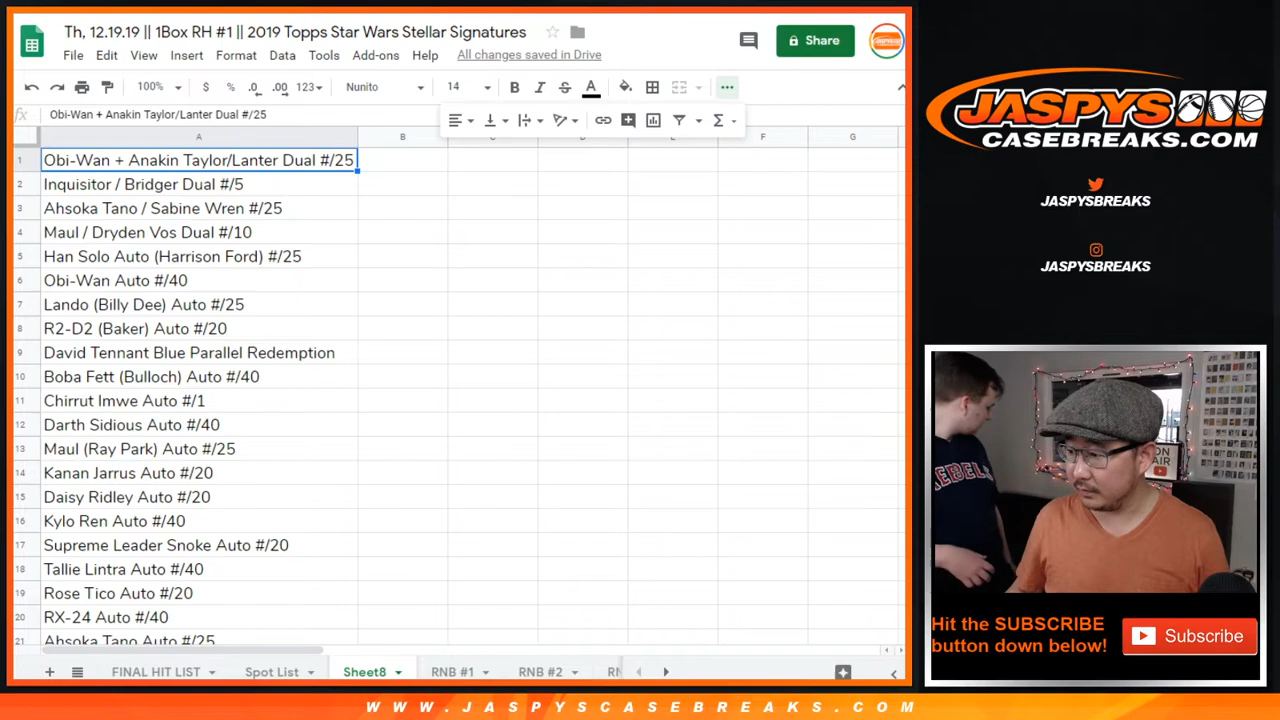 Th, 12.19.19 || 1Box RH #1 || 2019 Topps Star Wars Stellar Signatures
File Edit View Insert Format Data Tools Add-ons Help All changes saved in Drive
Share
100% $ % .0 .00 123 Nunito 14 B I S A
fx Obi-Wan + Anakin Taylor/Lanter Dual #/25
A B C D E F G
1 Obi-Wan + Anakin Taylor/Lanter Dual #/25
2 Inquisitor / Bridger Dual #/5
3 Ahsoka Tano / Sabine Wren #/25
4 Maul / Dryden Vos Dual #/10
5 Han Solo Auto (Harrison Ford) #/25
6 Obi-Wan Auto #/40
7 Lando (Billy Dee) Auto #/25
8 R2-D2 (Baker) Auto #/20
9 David Tennant Blue Parallel Redemption
10 Boba Fett (Bulloch) Auto #/40
11 Chirrut Imwe Auto #/1
12 Darth Sidious Auto #/40
13 Maul (Ray Park) Auto #/25
14 Kanan Jarrus Auto #/20
15 Daisy Ridley Auto #/20
16 Kylo Ren Auto #/40
17 Supreme Leader Snoke Auto #/20
18 Tallie Lintra Auto #/40
19 Rose Tico Auto #/20
20 RX-24 Auto #/40
21 Ahsoka Tano Auto #/25
FINAL HIT LIST Spot List Sheet8 RNB #1 RNB #2
JASPYS
CASEBREAKS.COM
JASPYSBREAKS
JASPYSBREAKS
REBELS
ON
AIR
Hit the SUBSCRIBE
button down below!
Subscribe
WWW.JASPYSCASEBREAKS.COM